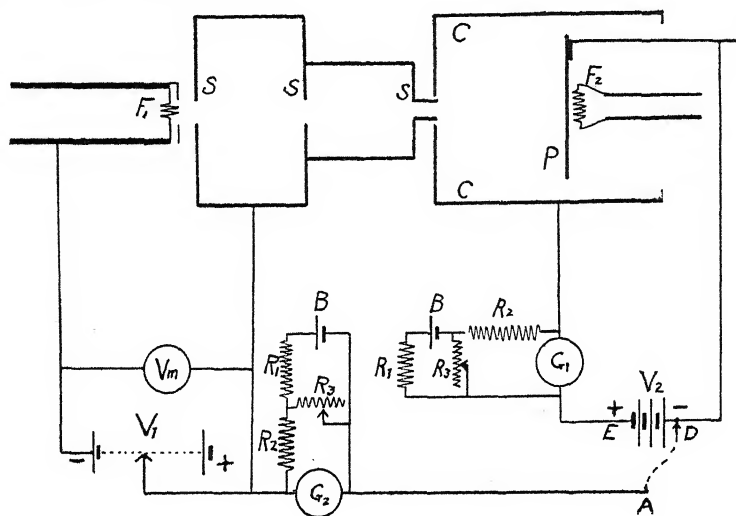 C
S S S
F₁ F₂
P
C
B B R₂
R₁ R₃ R₁ R₃ G₁
Vm
V₁ V₂
+ −
E D
R₂
− +
G₂
A